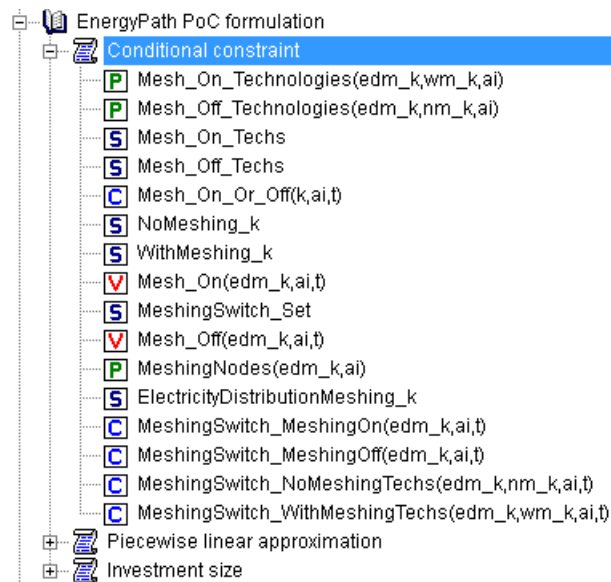 EnergyPath PoC formulation
Conditional constraint
P Mesh_On_Technologies(edm_k,wm_k,ai)
P Mesh_Off_Technologies(edm_k,nm_k,ai)
S Mesh_On_Techs
S Mesh_Off_Techs
C Mesh_On_Or_Off(k,ai,t)
S NoMeshing_k
S WithMeshing_k
V Mesh_On(edm_k,ai,t)
S MeshingSwitch_Set
V Mesh_Off(edm_k,ai,t)
P MeshingNodes(edm_k,ai)
S ElectricityDistributionMeshing_k
C MeshingSwitch_MeshingOn(edm_k,ai,t)
C MeshingSwitch_MeshingOff(edm_k,ai,t)
C MeshingSwitch_NoMeshingTechs(edm_k,nm_k,ai,t)
C MeshingSwitch_WithMeshingTechs(edm_k,wm_k,ai,t)
Piecewise linear approximation
Investment size